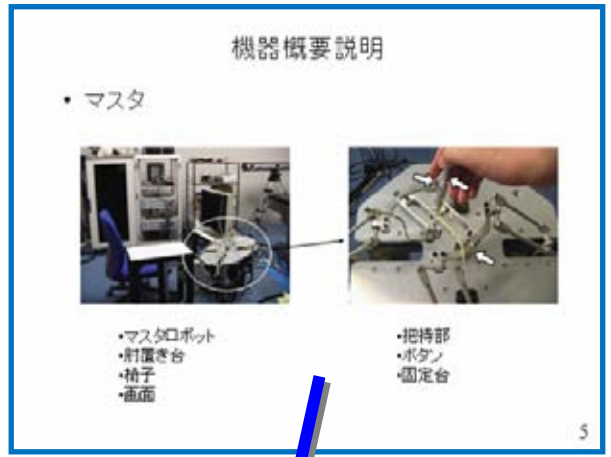 機器概要説明
• マスタ
•マスタロボット
•肘置き台
•椅子
•画面
•把持部
•ボタン
•固定台
5